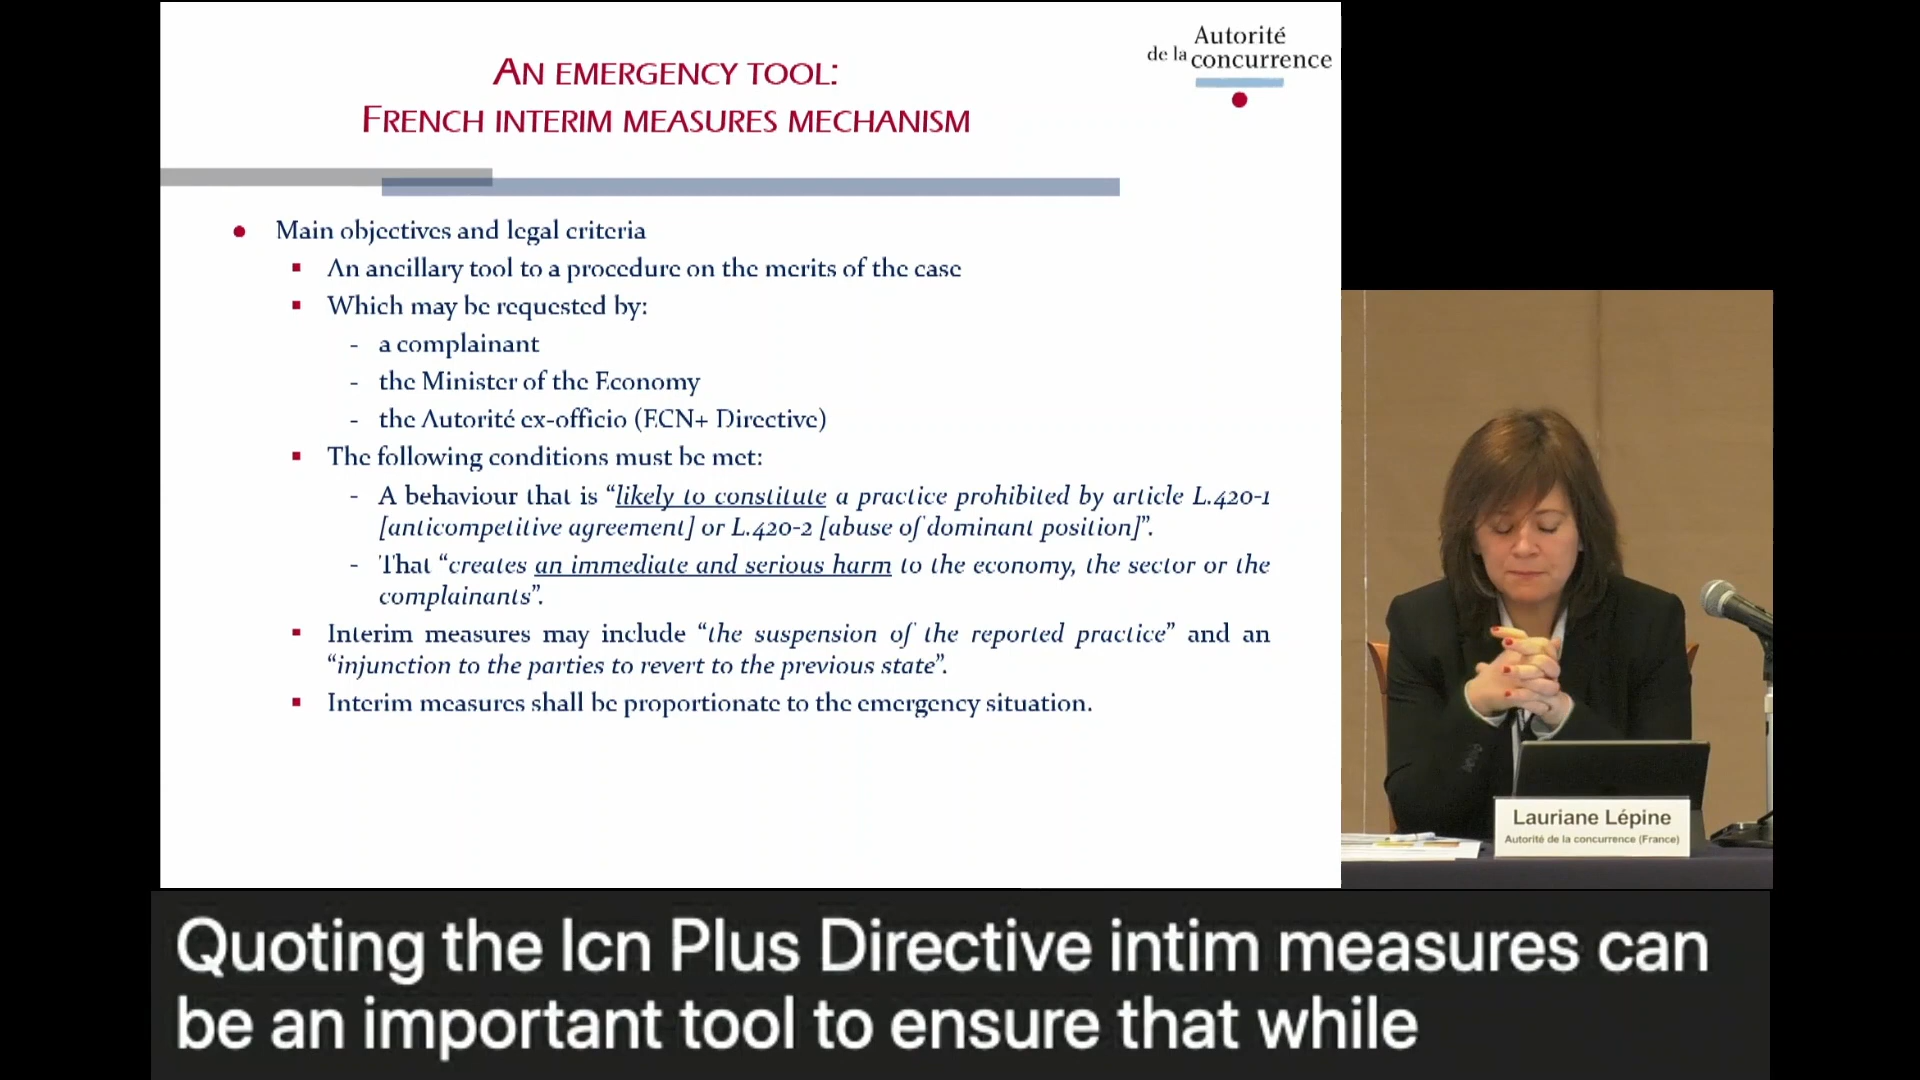 Autorité
de la concurrence
AN EMERGENCY TOOL:
FRENCH INTERIM MEASURES MECHANISM
Main objectives and legal criteria
An ancillary tool to a procedure on the merits of the case
Which may be requested by:
- a complainant
- the Minister of the Economy
- the Autorité ex-officio (ECN+ Directive)
The following conditions must be met:
- A behaviour that is “likely to constitute a practice prohibited by article L.420-1
[anticompetitive agreement] or L.420-2 [abuse of dominant position]”.
- That “creates an immediate and serious harm to the economy, the sector or the
complainants”.
Interim measures may include “the suspension of the reported practice” and an
“injunction to the parties to revert to the previous state”.
Interim measures shall be proportionate to the emergency situation.
Lauriane Lépine
Autorité de la concurrence (France)
Quoting the Icn Plus Directive intim measures can
be an important tool to ensure that while